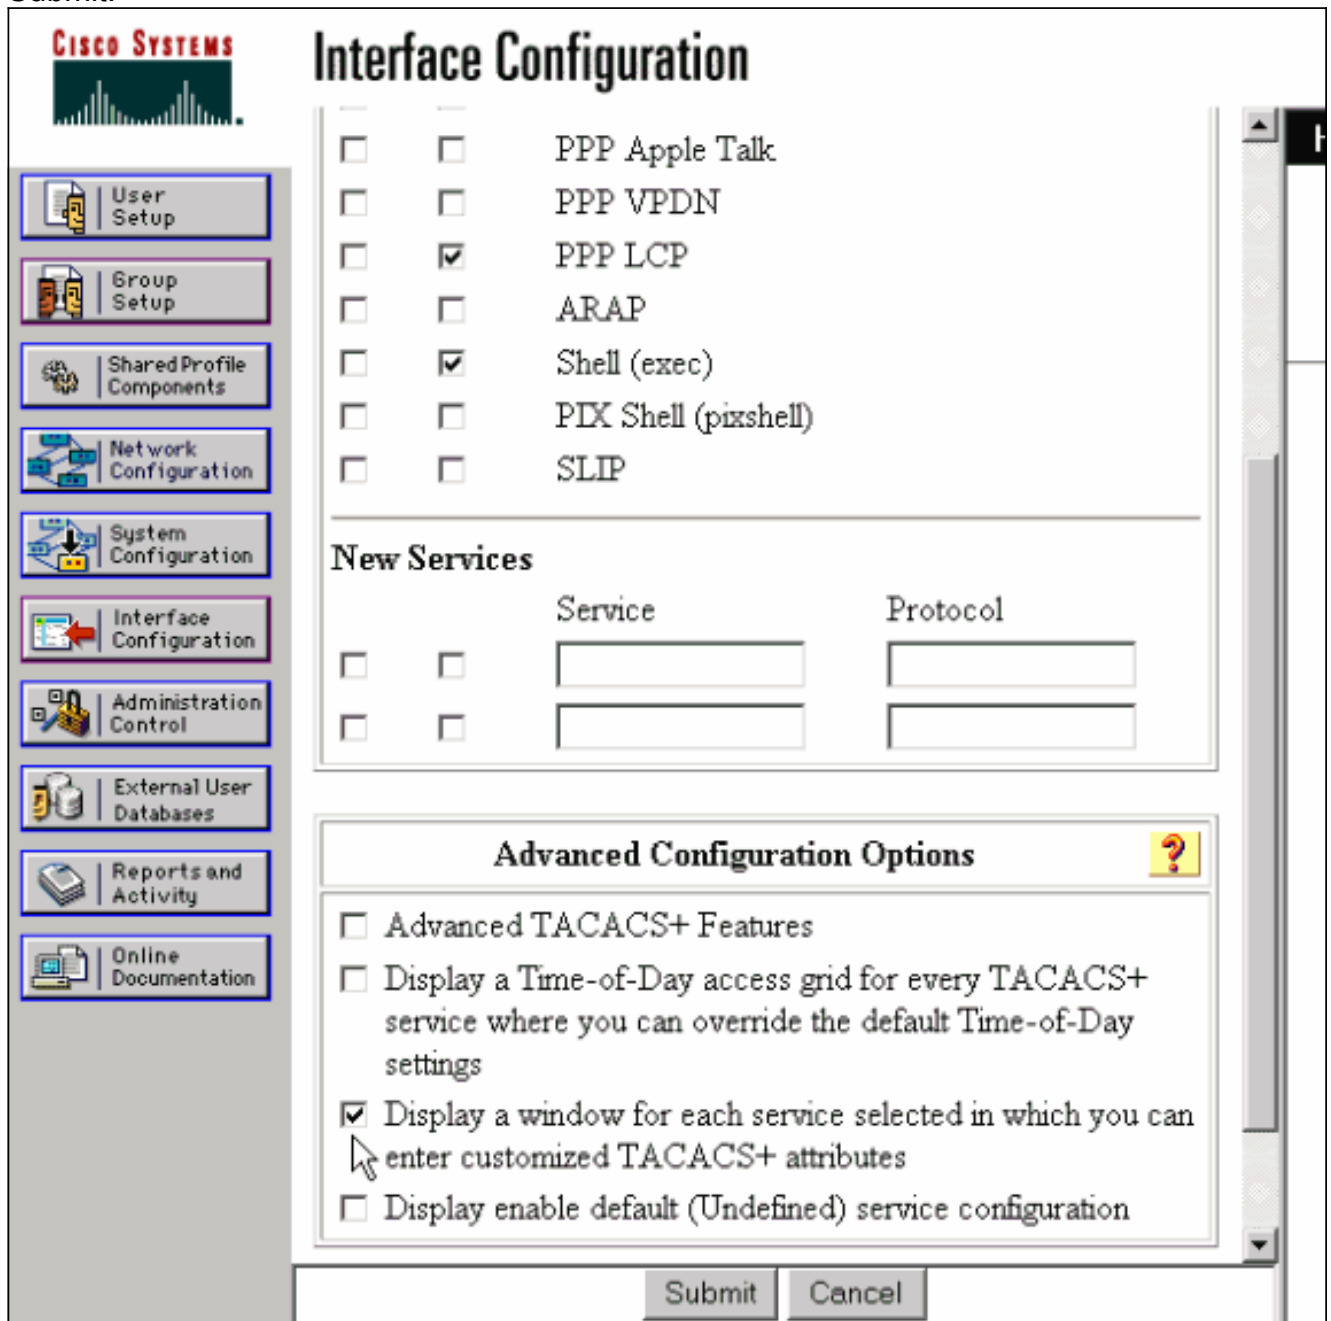 Submit.
CISCO SYSTEMS
Interface Configuration
User
Setup
Group
Setup
Shared Profile
Components
Network
Configuration
System
Configuration
Interface
Configuration
Administration
Control
External User
Databases
Reports and
Activity
Online
Documentation
PPP Apple Talk
PPP VPDN
PPP LCP
ARAP
Shell (exec)
PIX Shell (pixshell)
SLIP
New Services
Service Protocol
Advanced Configuration Options
?
Advanced TACACS+ Features
Display a Time-of-Day access grid for every TACACS+
service where you can override the default Time-of-Day
settings
Display a window for each service selected in which you can
enter customized TACACS+ attributes
Display enable default (Undefined) service configuration
Submit Cancel